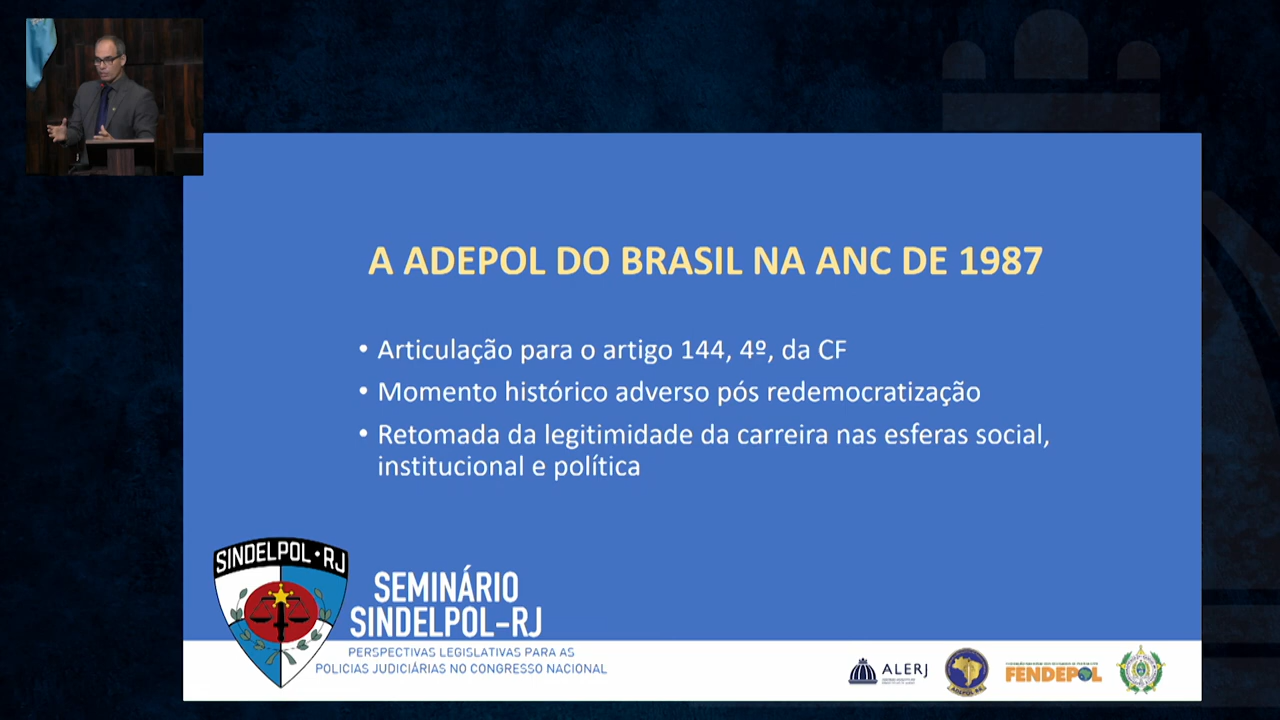 A ADEPOL DO BRASIL NA ANC DE 1987
• Articulação para o artigo 144, 4º, da CF
• Momento histórico adverso pós redemocratização
• Retomada da legitimidade da carreira nas esferas social,
institucional e política
SINDELPOL • RJ
SEMINÁRIO
SINDELPOL-RJ
PERSPECTIVAS LEGISLATIVAS PARA AS
POLICIAS JUDICIÁRIAS NO CONGRESSO NACIONAL
ALERJ
FENDEPOL